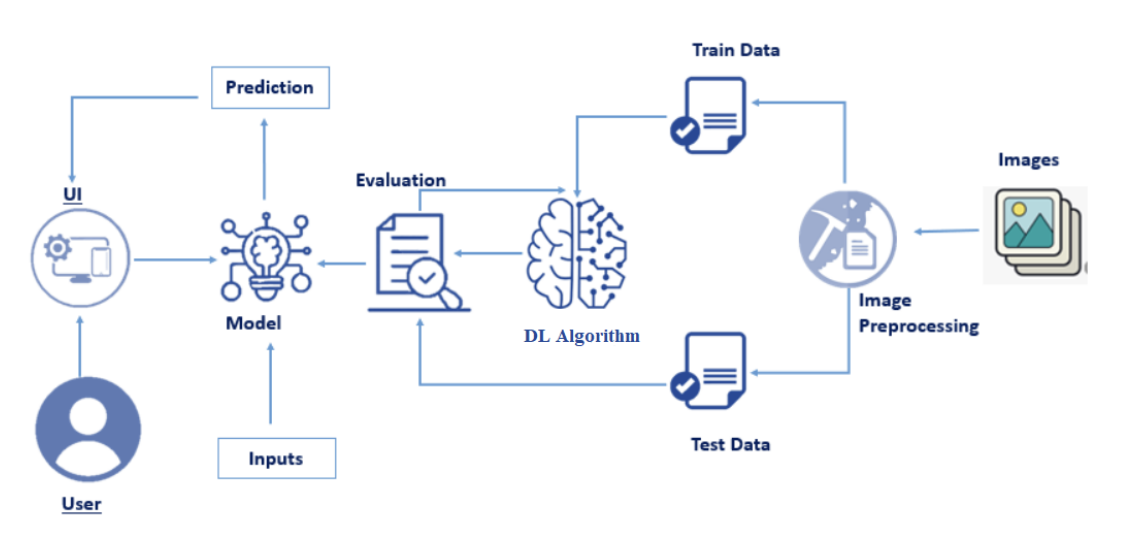 Train Data
Prediction
Images
Evaluation
UI
Image
Preprocessing
Model
DL Algorithm
Test Data
Inputs
User